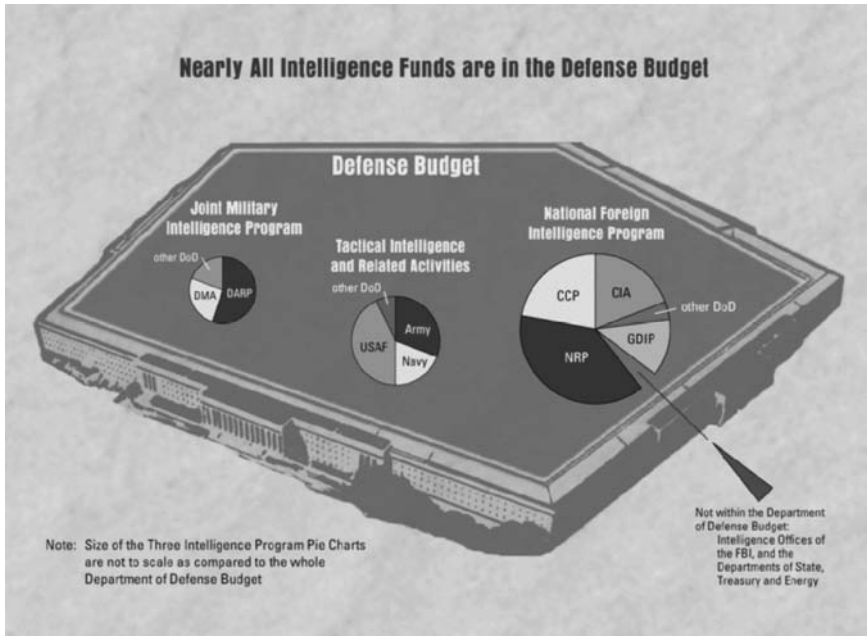 Nearly All Intelligence Funds are in the Defense Budget
Defense Budget
Joint Military
Intelligence Program
other DoD
DMA
DARP
Tactical Intelligence
and Related Activities
other DoD
USAF
Army
Navy
National Foreign
Intelligence Program
CCP
CIA
other DoD
GDIP
NRP
Not within the Department
of Defense Budget:
Intelligence Offices of
the FBI, and the
Departments of State,
Treasury and Energy
Note: Size of the Three Intelligence Program Pie Charts
are not to scale as compared to the whole
Department of Defense Budget